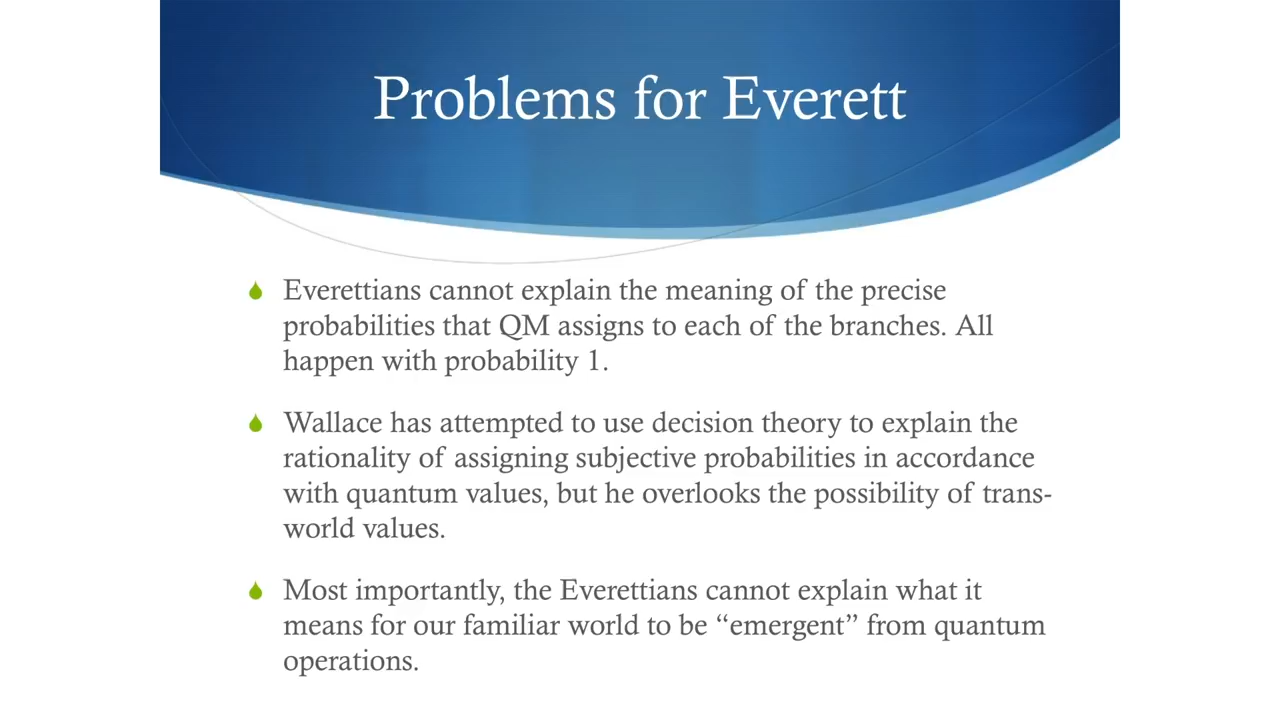 Problems for Everett
Everettians cannot explain the meaning of the precise
probabilities that QM assigns to each of the branches. All
happen with probability 1.
Wallace has attempted to use decision theory to explain the
rationality of assigning subjective probabilities in accordance
with quantum values, but he overlooks the possibility of trans-
world values.
Most importantly, the Everettians cannot explain what it
means for our familiar world to be “emergent” from quantum
operations.